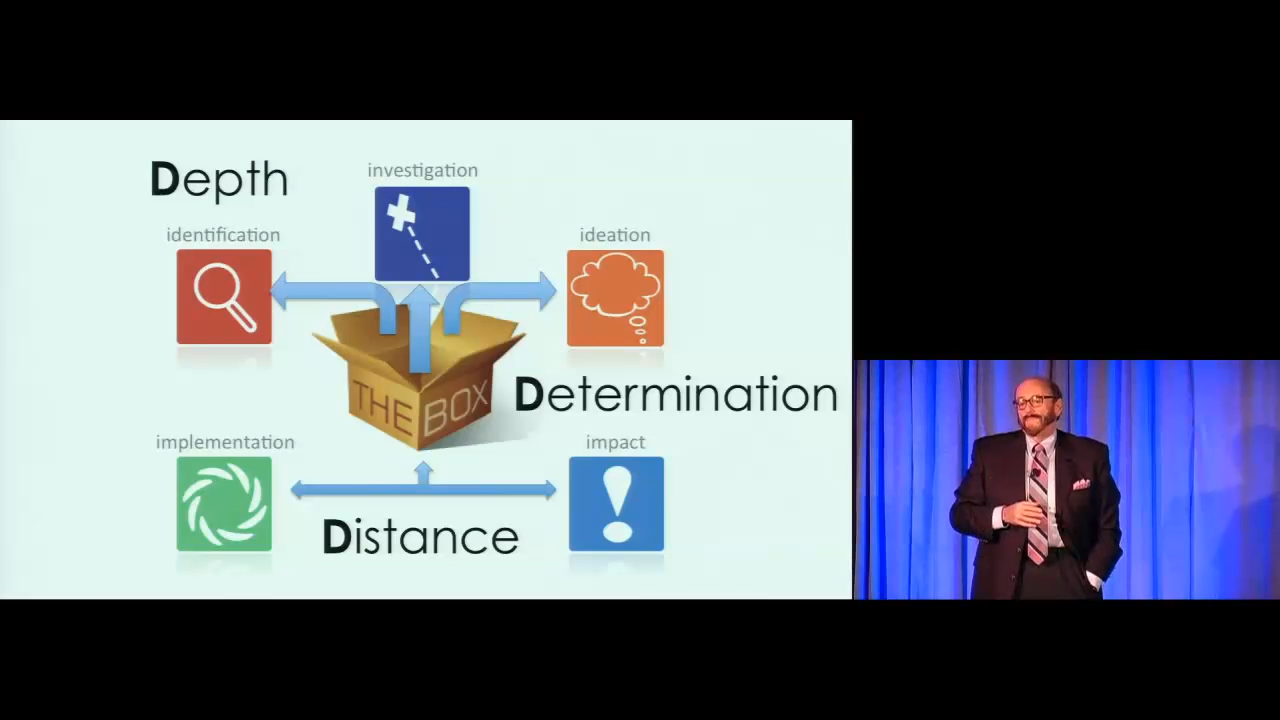 Depth
investigation
identification
ideation
THE BOX
Determination
implementation
impact
Distance